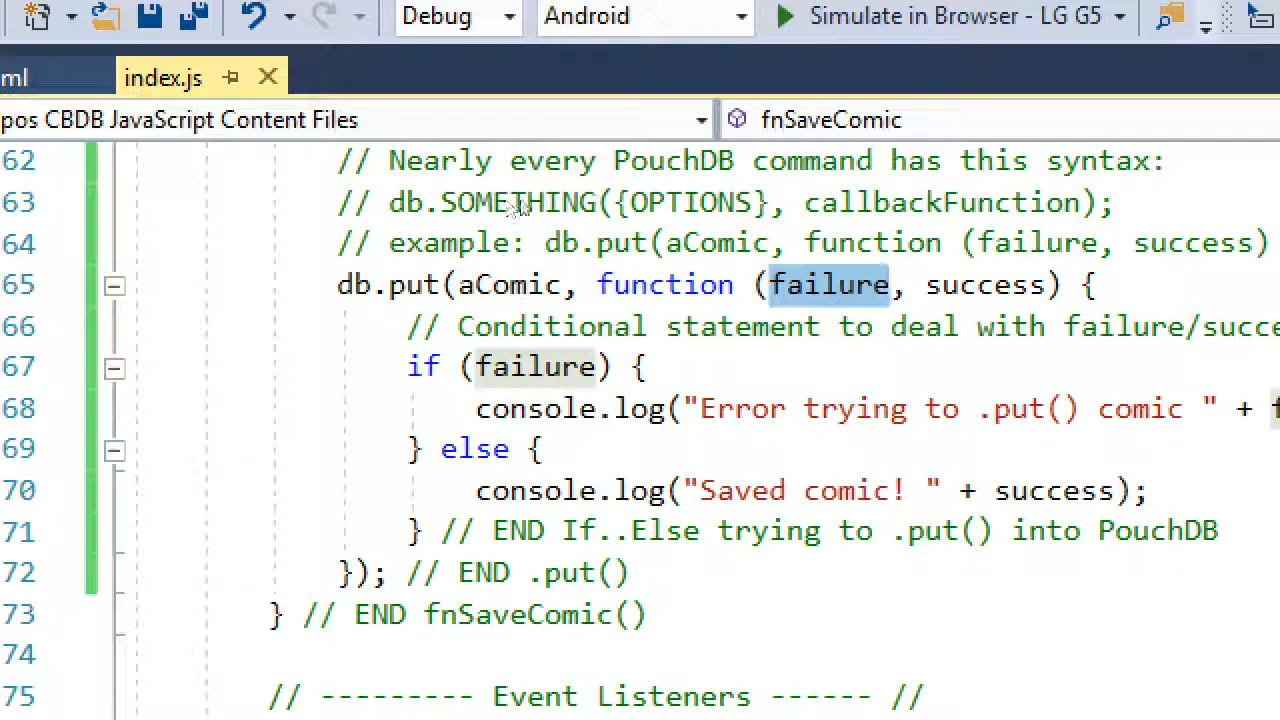 Debug Android Simulate in Browser - LG G5
ml index.js
pos CBDB JavaScript Content Files fnSaveComic
62 // Nearly every PouchDB command has this syntax:
63 // db.SOMETHING({OPTIONS}, callbackFunction);
64 // example: db.put(aComic, function (failure, success)
65 db.put(aComic, function (failure, success) {
66 // Conditional statement to deal with failure/succe
67 if (failure) {
68 console.log("Error trying to .put() comic " + f
69 } else {
70 console.log("Saved comic! " + success);
71 } // END If..Else trying to .put() into PouchDB
72 }); // END .put()
73 } // END fnSaveComic()
74
75 // --------- Event Listeners ------ //